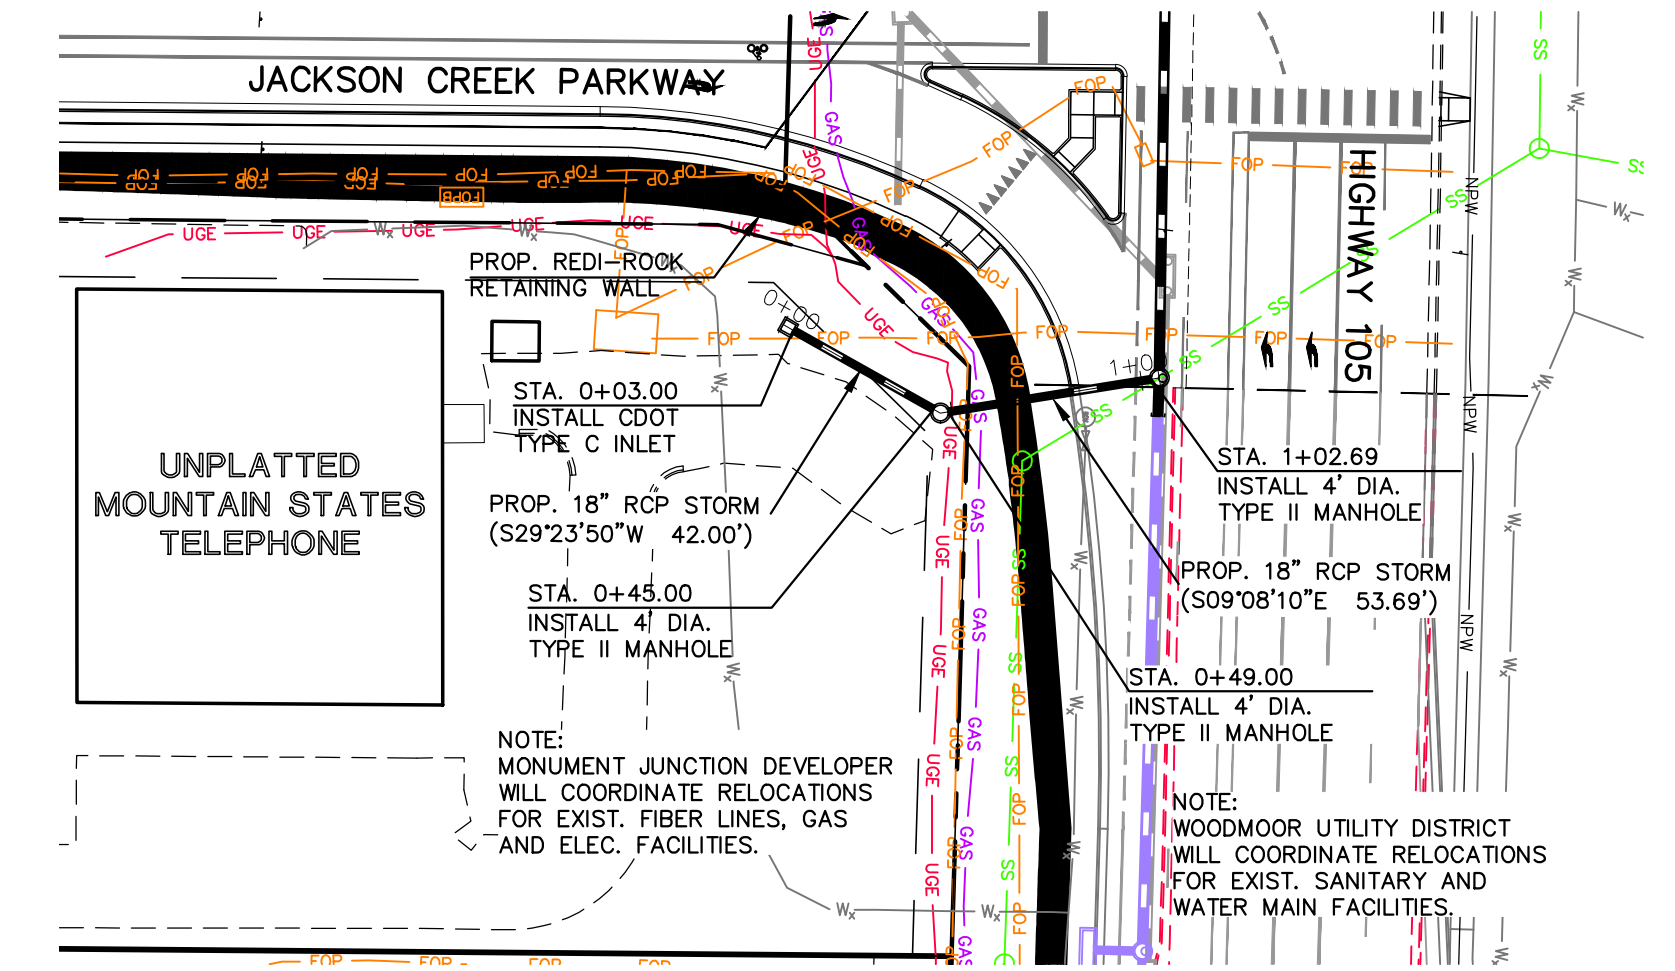 JACKSON CREEK PARKWAY
HIGHWAY 105
PROP. REDI-ROCK
RETAINING WALL
0+00
1+00
STA. 0+03.00
INSTALL CDOT
TYPE C INLET
UNPLATTED
MOUNTAIN STATES
TELEPHONE
PROP. 18" RCP STORM
(S29°23'50"W 42.00')
STA. 0+45.00
INSTALL 4' DIA.
TYPE II MANHOLE
STA. 1+02.69
INSTALL 4' DIA.
TYPE II MANHOLE
PROP. 18" RCP STORM
(S09°08'10"E 53.69')
STA. 0+49.00
INSTALL 4' DIA.
TYPE II MANHOLE
NOTE:
MONUMENT JUNCTION DEVELOPER
WILL COORDINATE RELOCATIONS
FOR EXIST. FIBER LINES, GAS
AND ELEC. FACILITIES.
NOTE:
WOODMOOR UTILITY DISTRICT
WILL COORDINATE RELOCATIONS
FOR EXIST. SANITARY AND
WATER MAIN FACILITIES.
FOP
FOPB
UGE
GAS
SS
NPW
Wx